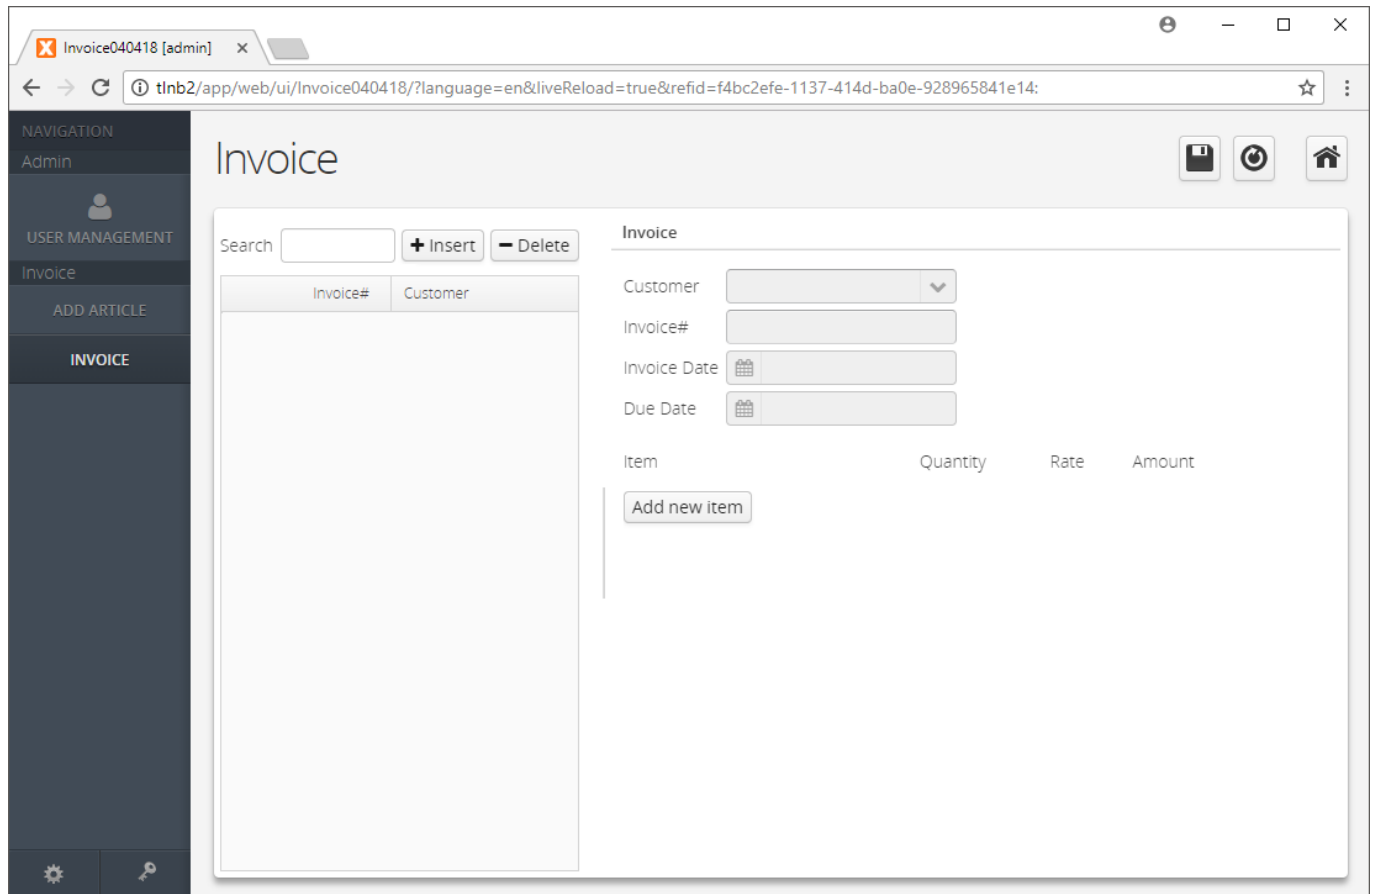 Invoice040418 [admin]
tlnb2/app/web/ui/Invoice040418/?language=en&liveReload=true&refid=f4bc2efe-1137-414d-ba0e-928965841e14:
NAVIGATION
Admin
USER MANAGEMENT
Invoice
ADD ARTICLE
INVOICE
Invoice
Search Insert Delete
Invoice# Customer
Invoice
Customer
Invoice#
Invoice Date
Due Date
Item Quantity Rate Amount
Add new item